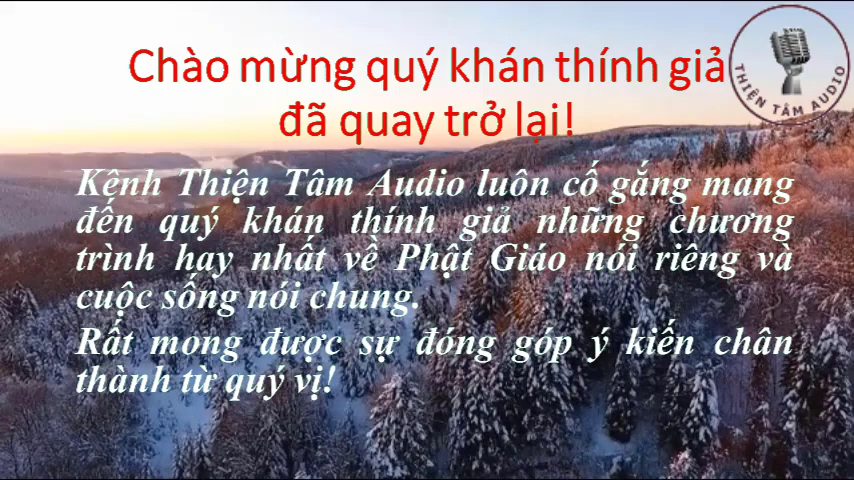 Chào mừng quý khán thính giả
đã quay trở lại!
THIỆN TÂM AUDIO
Kênh Thiện Tâm Audio luôn cố gắng mang
đến quý khán thính giả những chương
trình hay nhất về Phật Giáo nói riêng và
cuộc sống nói chung.
Rất mong được sự đóng góp ý kiến chân
thành từ quý vị!